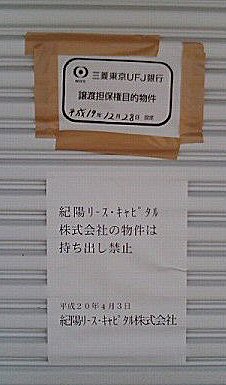 三菱東京UFJ銀行
譲渡担保権目的物件
平成19年12月28日 設定
紀陽リース・キャピタル
株式会社の物件は
持ち出し禁止
平成20年4月3日
紀陽リース・キャピタル株式会社